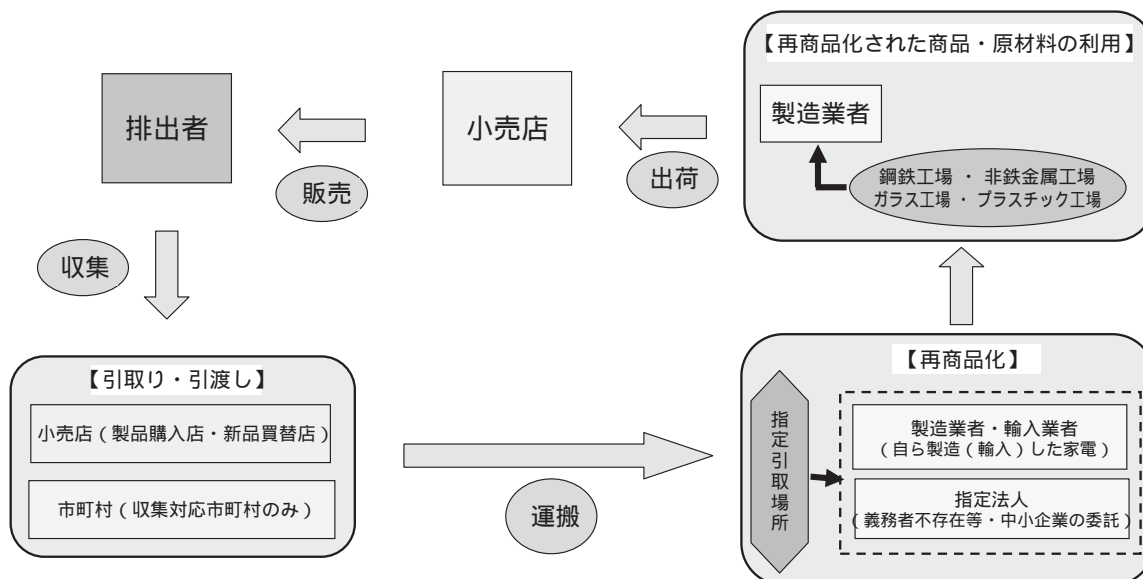 【再商品化された商品・原材料の利用】
製造業者
鋼鉄工場 ・ 非鉄金属工場
ガラス工場 ・ プラスチック工場
出荷
小売店
販売
排出者
収集
【引取り・引渡し】
小売店（製品購入店・新品買替店）
市町村（収集対応市町村のみ）
運搬
【再商品化】
指定引取場所
製造業者・輸入業者
（自ら製造（輸入）した家電）
指定法人
（義務者不存在等・中小企業の委託）